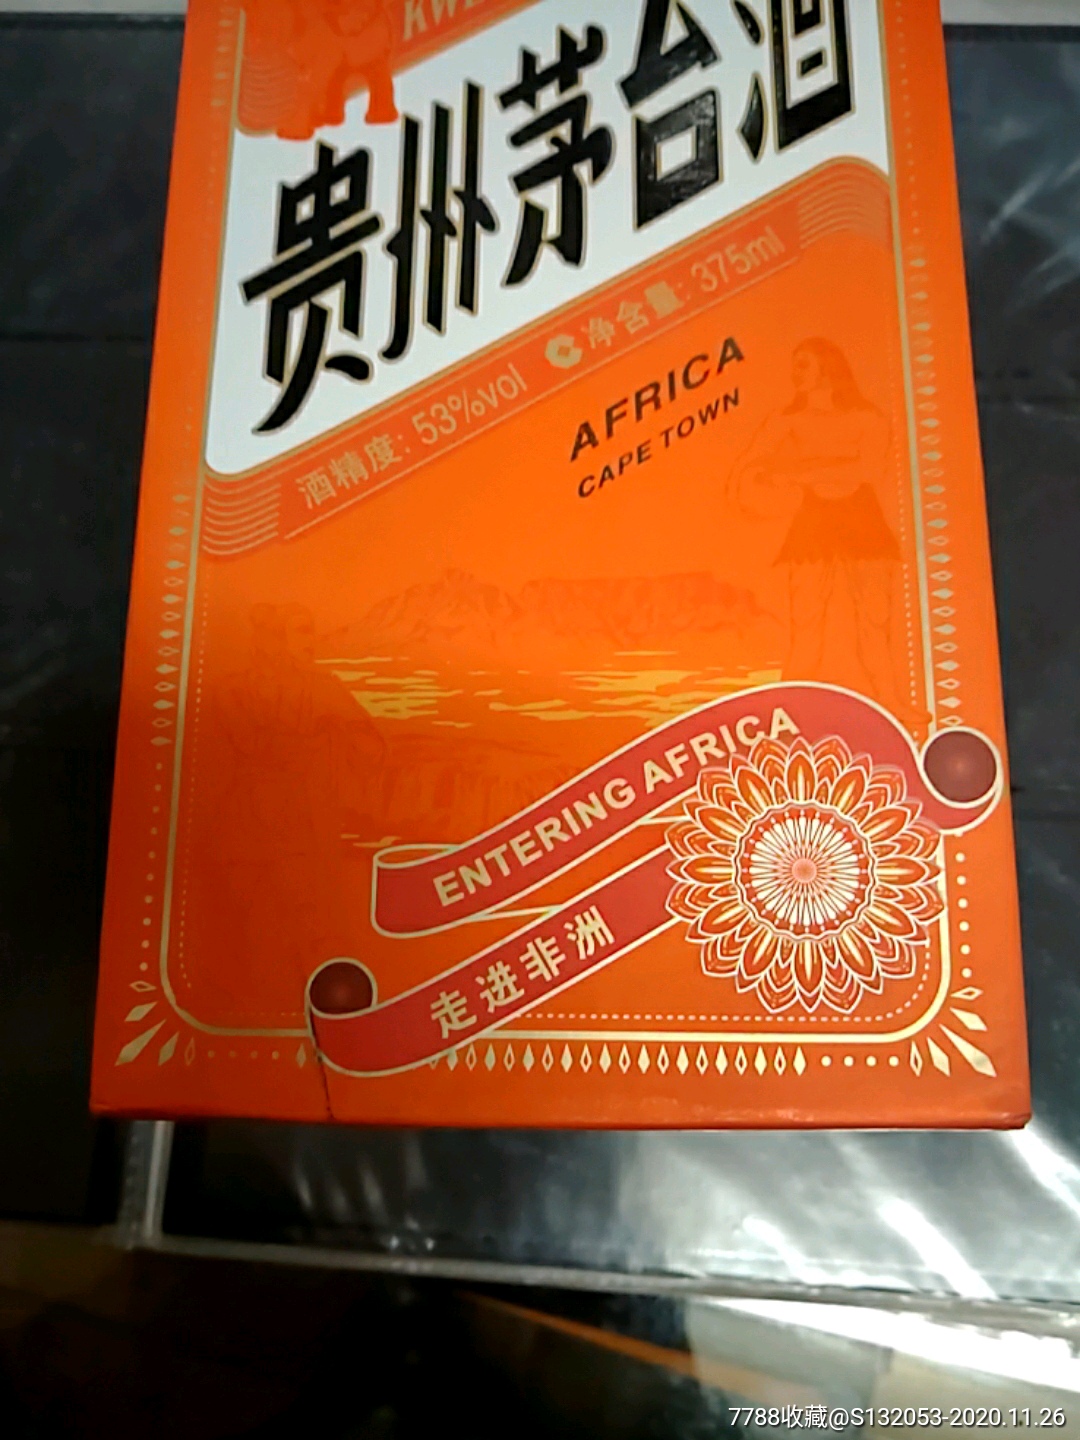 贵州茅台酒
酒精度: 53%vol 净含量: 375ml
AFRICA
CAPE TOWN
ENTERING AFRICA
走进非洲
7788收藏@S132053-2020.11.26